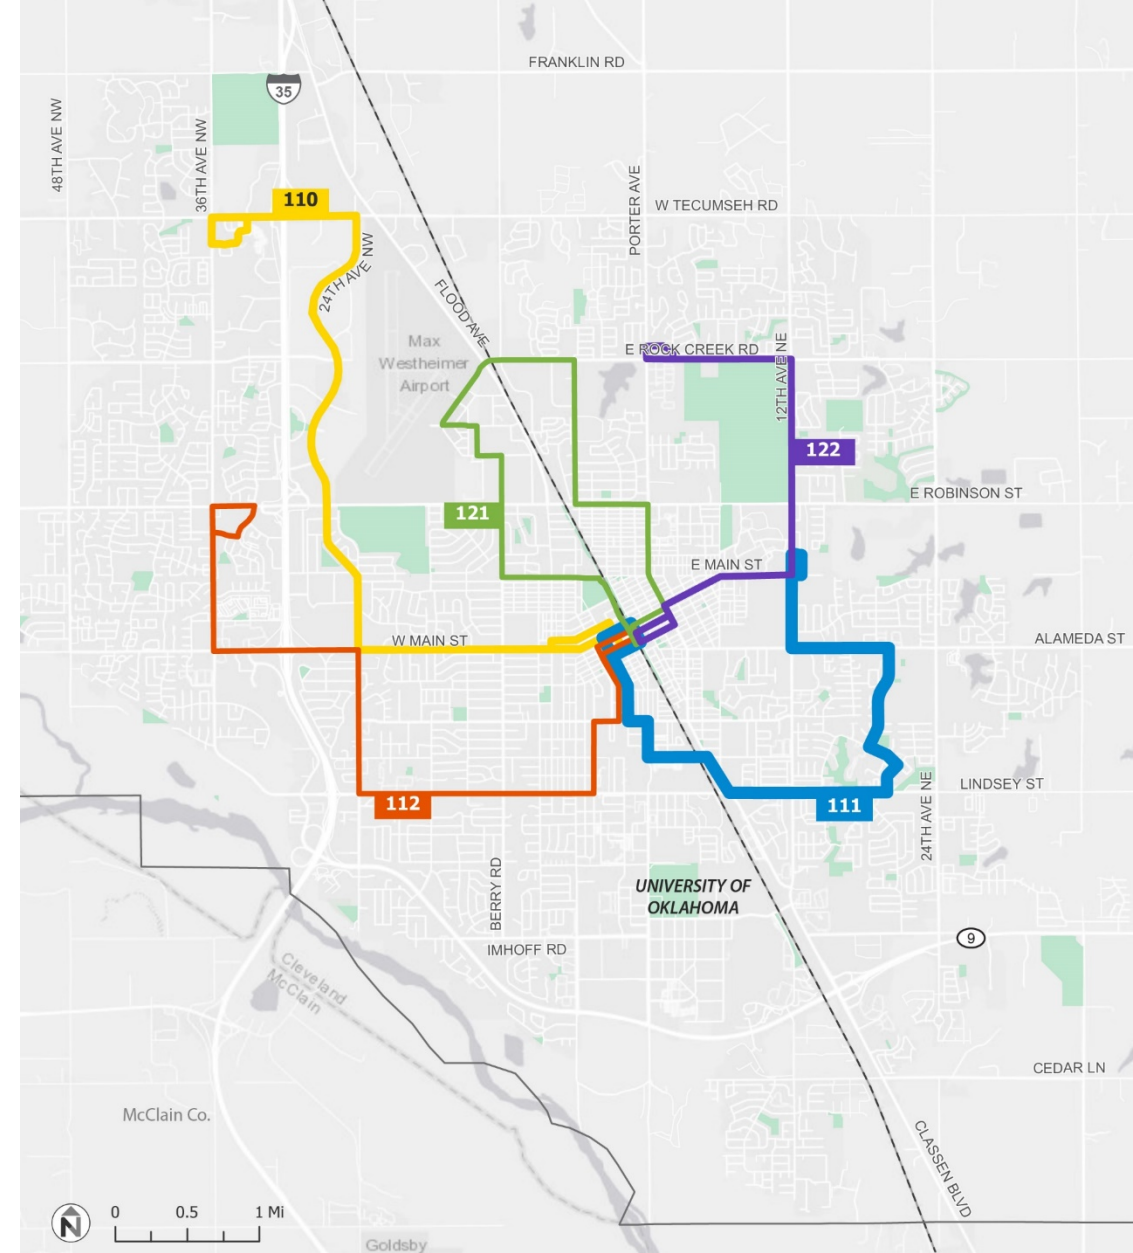 FRANKLIN RD
35
48TH AVE NW
36TH AVE NW
110
PORTER AVE
W TECUMSEH RD
24TH AVE NW
FLOOD AVE
Max
Westheimer
Airport
E ROCK CREEK RD
12TH AVE NE
122
E ROBINSON ST
121
E MAIN ST
W MAIN ST
ALAMEDA ST
112
111
LINDSEY ST
24TH AVE NE
BERRY RD
UNIVERSITY OF
OKLAHOMA
IMHOFF RD
9
Cleveland
McClain
CEDAR LN
McClain Co.
CLASSEN BLVD
N
0 0.5 1 Mi
Goldsby